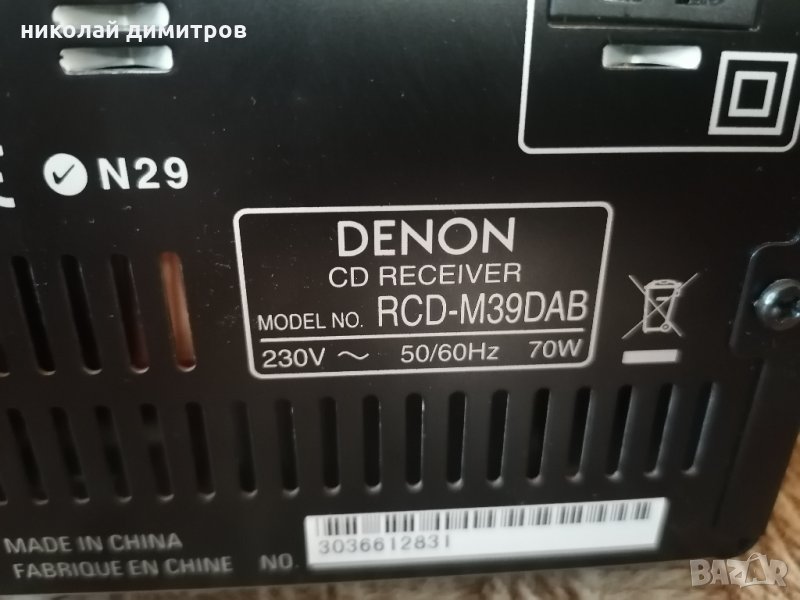 николай димитров
N29
DENON
CD RECEIVER
MODEL NO. RCD-M39DAB
230V ~ 50/60Hz 70W
MADE IN CHINA
FABRIQUE EN CHINE NO.
3036612831
BAZAR